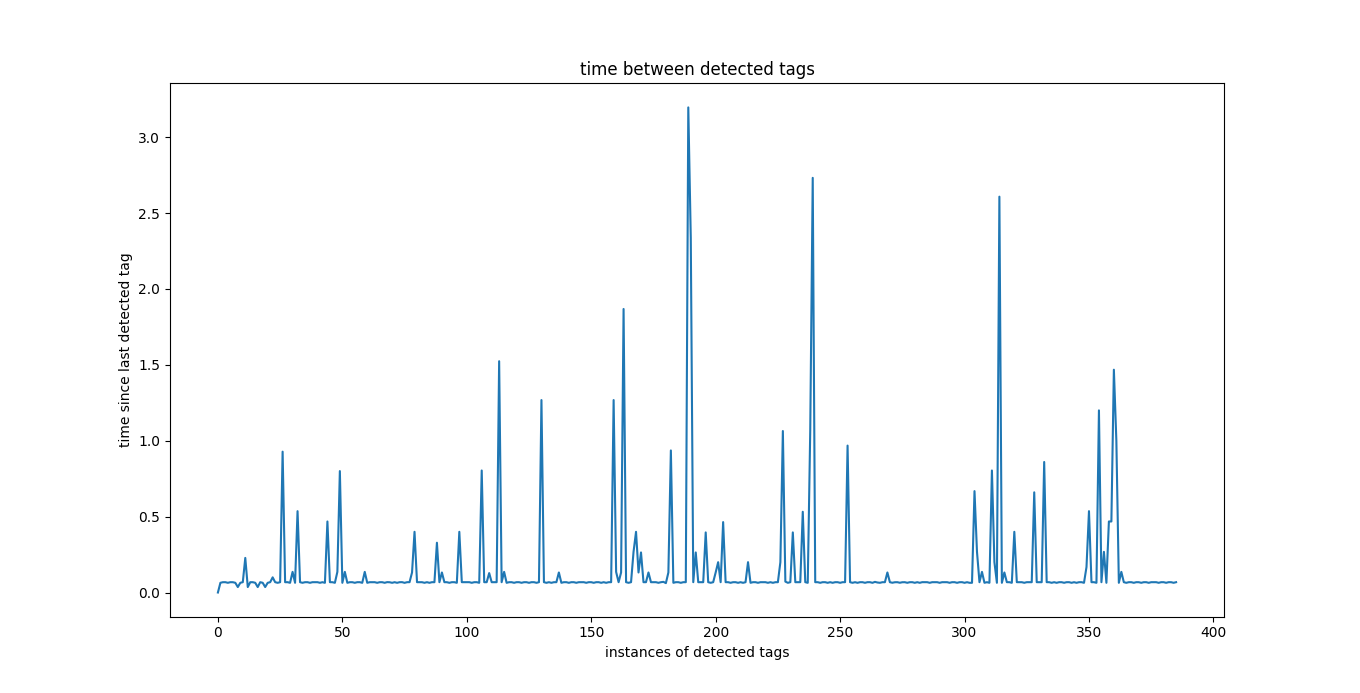 time between detected tags
3.0
2.5
2.0
1.5
1.0
0.5
0.0
time since last detected tag
0 50 100 150 200 250 300 350 400
instances of detected tags